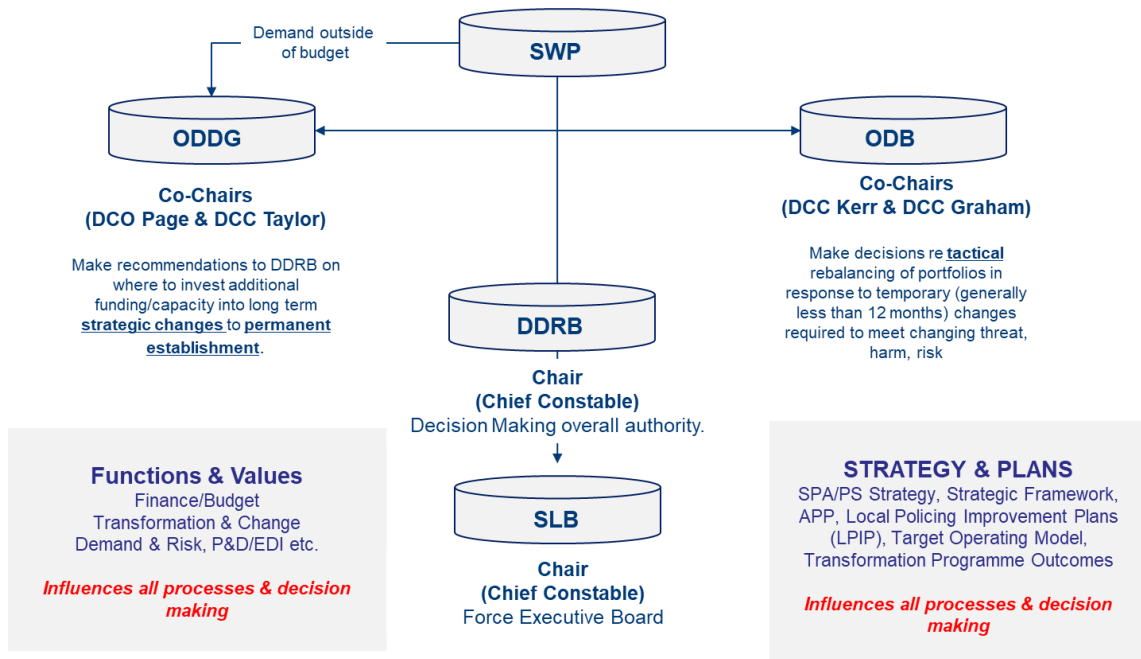 Demand outside
of budget
SWP
ODDG
ODB
Co-Chairs
(DCO Page & DCC Taylor)
Make recommendations to DDRB on
where to invest additional
funding/capacity into long term
strategic changes to permanent
establishment.
Co-Chairs
(DCC Kerr & DCC Graham)
Make decisions re tactical
rebalancing of portfolios in
response to temporary (generally
less than 12 months) changes
required to meet changing threat,
harm, risk
DDRB
Chair
(Chief Constable)
Decision Making overall authority.
SLB
Chair
(Chief Constable)
Force Executive Board
Functions & Values
Finance/Budget
Transformation & Change
Demand & Risk, P&D/EDI etc.
Influences all processes & decision
making
STRATEGY & PLANS
SPA/PS Strategy, Strategic Framework,
APP, Local Policing Improvement Plans
(LPIP), Target Operating Model,
Transformation Programme Outcomes
Influences all processes & decision
making